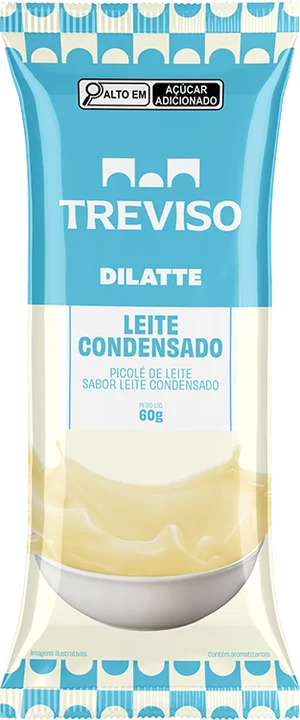 ALTO EM
AÇÚCAR
ADICIONADO
TREVISO
DILATTE
LEITE
CONDENSADO
PICOLÉ DE LEITE
SABOR LEITE CONDENSADO
PESO LÍQ.
60g
Imagens ilustrativas
Contém aromatizantes